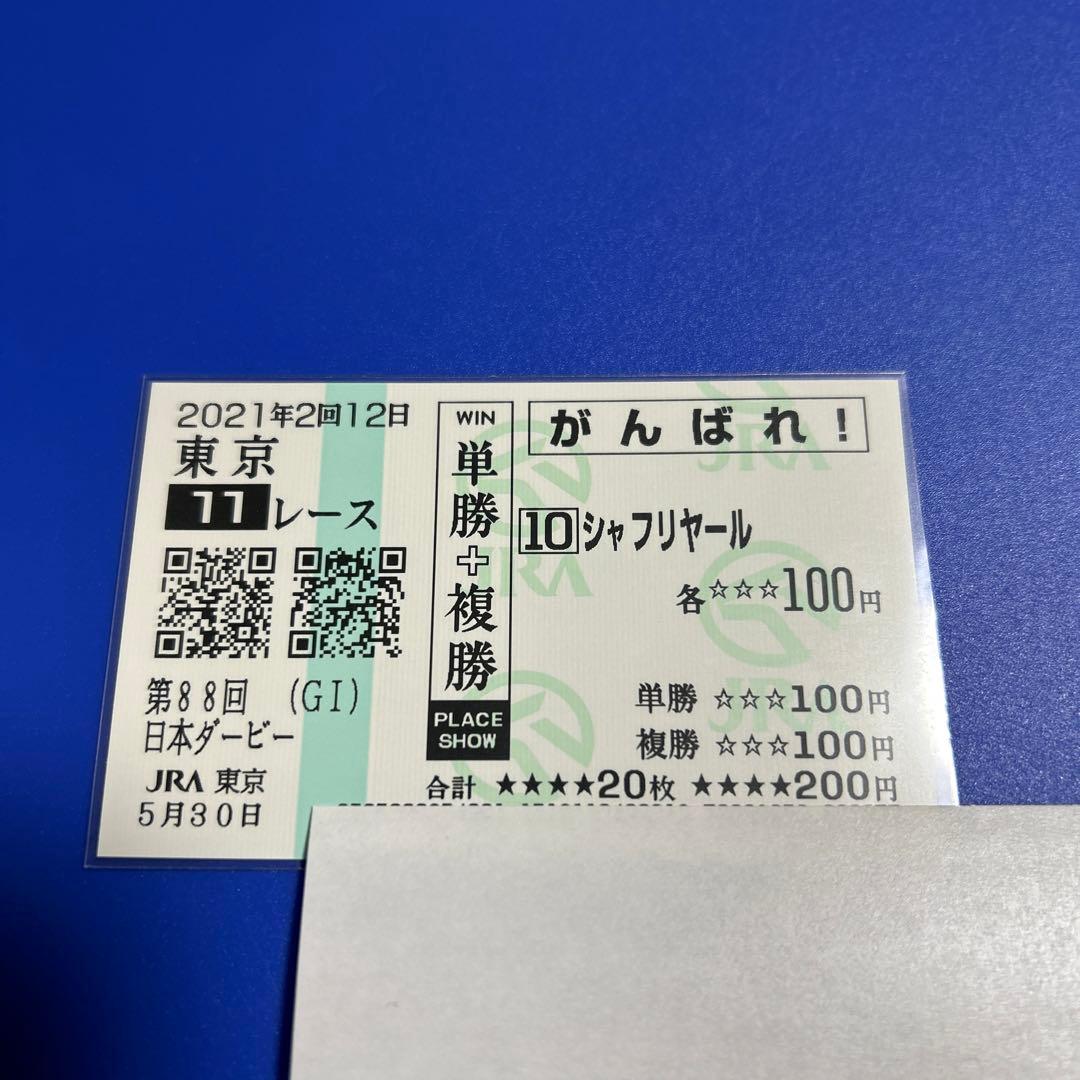 2021年2回12日
東京
11レース
第88回 (GI)
日本ダービー
JRA 東京
5月30日
WIN
単勝+複勝
PLACE
SHOW
がんばれ!
10シャフリヤール
各☆☆☆100円
単勝 ☆☆☆100円
複勝 ☆☆☆100円
合計 ★★★★20枚 ★★★★200円
JRA
JRA
JRA